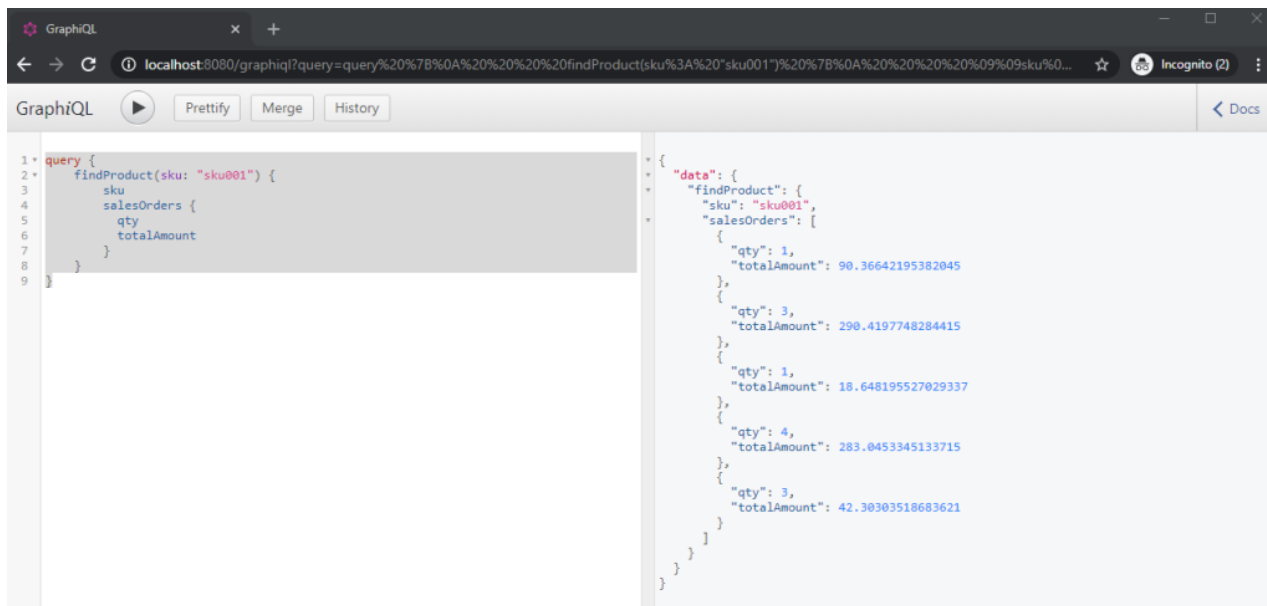 GraphiQL
localhost:8080/graphiql?query=query%20%7B%0A%20%20%20%20findProduct(sku%3A%20"sku001")%20%7B%0A%20%20%20%20%09%09sku%0...
Incognito (2)
GraphiQL
Prettify
Merge
History
Docs
1 query {
2 findProduct(sku: "sku001") {
3 sku
4 salesOrders {
5 qty
6 totalAmount
7 }
8 }
9 }
{
"data": {
"findProduct": {
"sku": "sku001",
"salesOrders": [
{
"qty": 1,
"totalAmount": 90.36642195382045
},
{
"qty": 3,
"totalAmount": 290.4197748284415
},
{
"qty": 1,
"totalAmount": 18.648195527029337
},
{
"qty": 4,
"totalAmount": 283.0453345133715
},
{
"qty": 3,
"totalAmount": 42.30303518683621
}
]
}
}
}